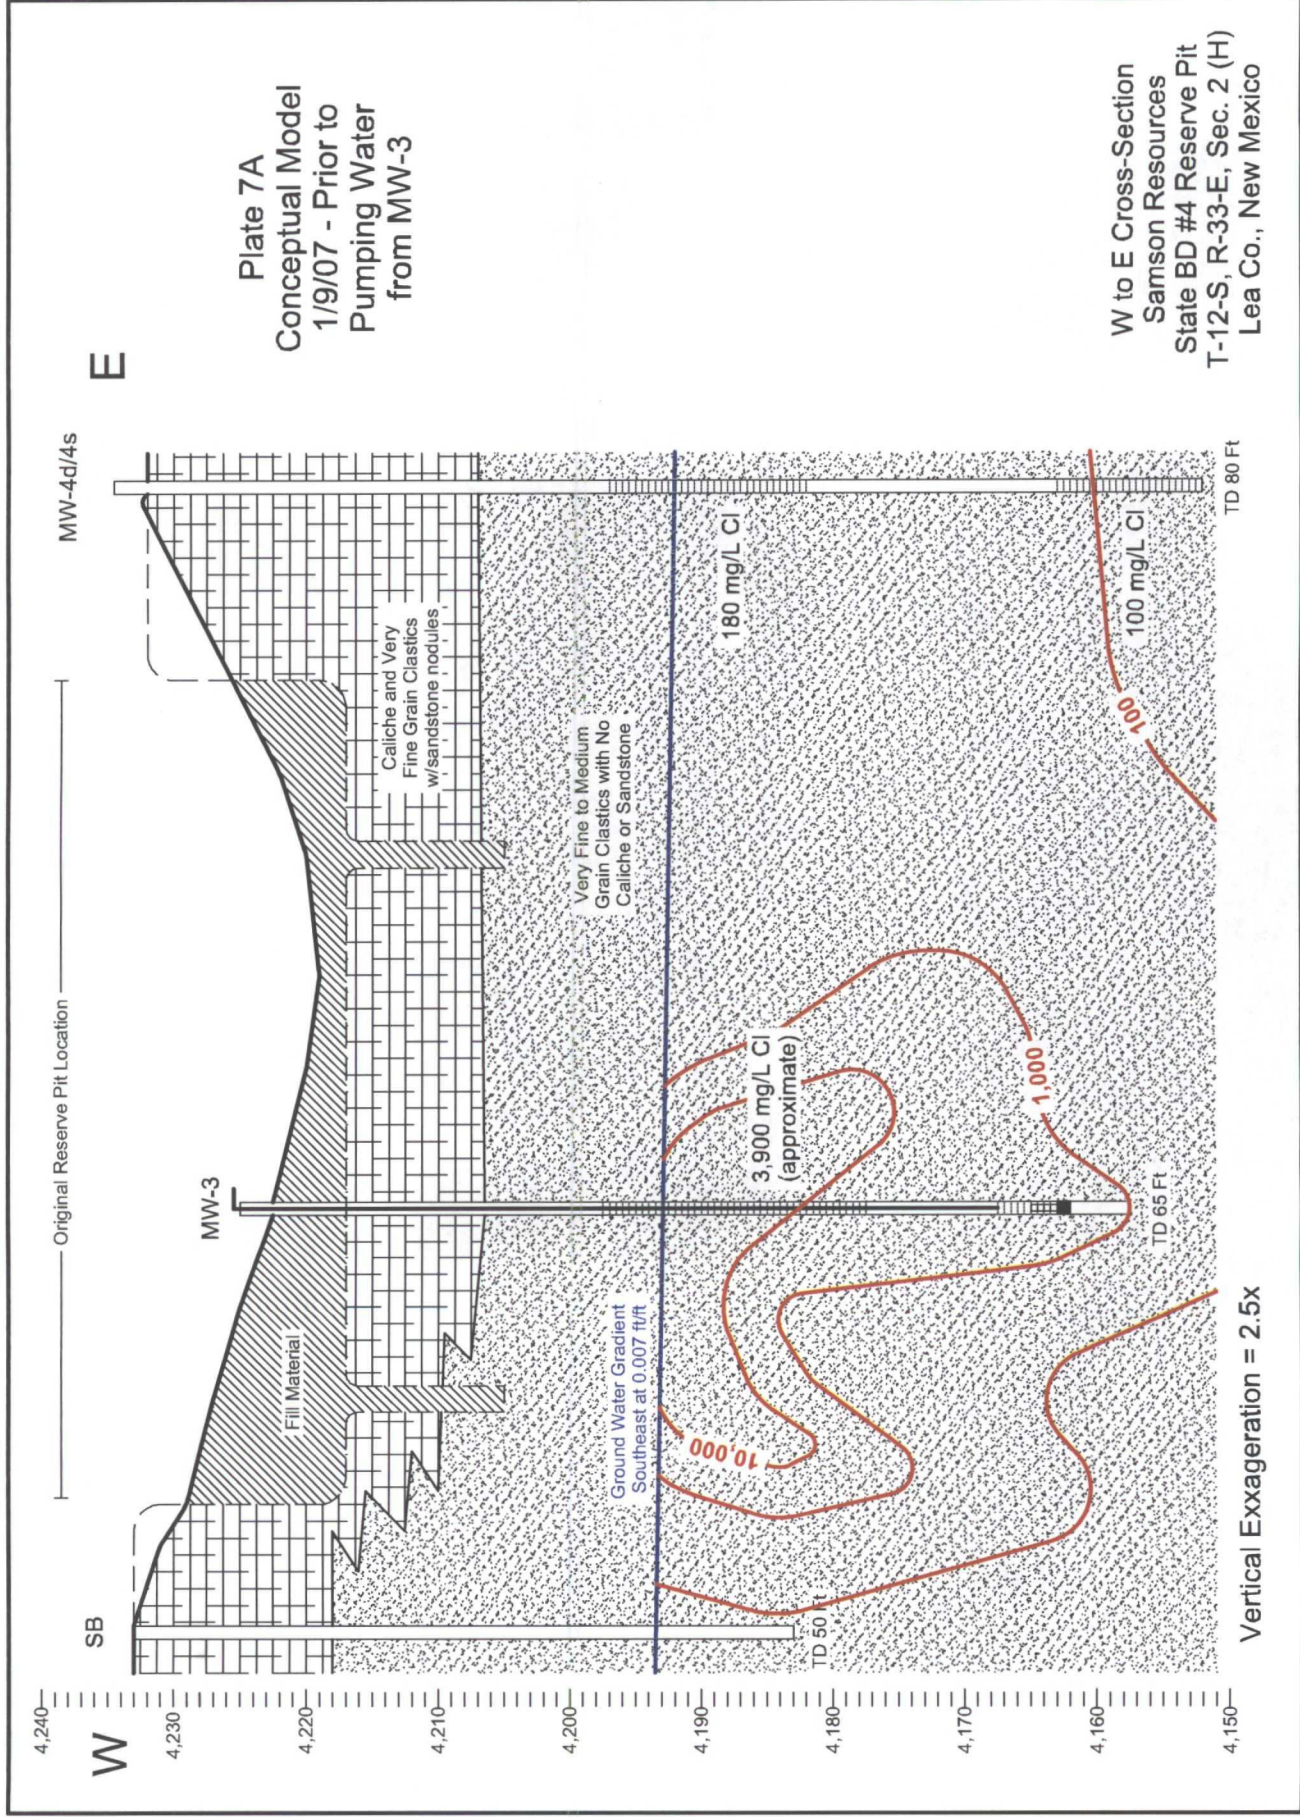 Plate 7A
Conceptual Model
1/9/07 - Prior to
Pumping Water
from MW-3
W
E
SB
MW-3
MW-4d/4s
Original Reserve Pit Location
4,240
4,230
4,220
4,210
4,200
4,190
4,180
4,170
4,160
4,150
Fill Material
Caliche and Very
Fine Grain Clastics
w/sandstone nodules
Very Fine to Medium
Grain Clastics with No
Caliche or Sandstone
Ground Water Gradient
Southeast at 0.007 ft/ft
180 mg/L Cl
10,000
3,900 mg/L Cl
(approximate)
1,000
100
100 mg/L Cl
TD 50 Ft
TD 65 Ft
TD 80 Ft
Vertical Exxageration = 2.5x
W to E Cross-Section
Samson Resources
State BD #4 Reserve Pit
T-12-S, R-33-E, Sec. 2 (H)
Lea Co., New Mexico